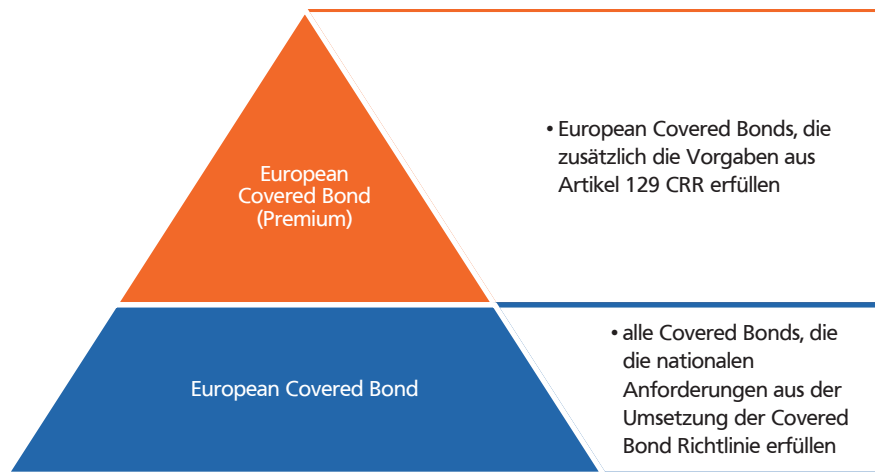 European
Covered Bond
(Premium)
• European Covered Bonds, die
zusätzlich die Vorgaben aus
Artikel 129 CRR erfüllen
European Covered Bond
• alle Covered Bonds, die
die nationalen
Anforderungen aus der
Umsetzung der Covered
Bond Richtlinie erfüllen